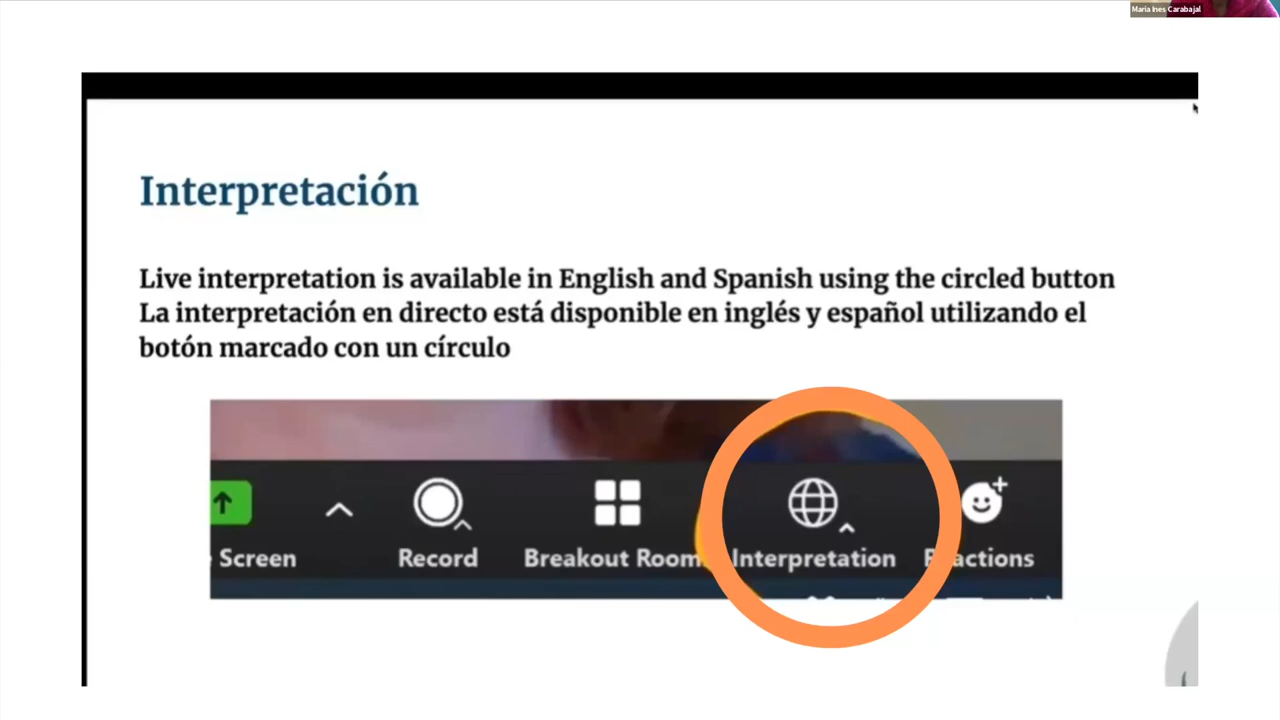 Maria Ines Carabajal
Interpretación
Live interpretation is available in English and Spanish using the circled button
La interpretación en directo está disponible en inglés y español utilizando el
botón marcado con un círculo
Screen
Record
Breakout Room
Interpretation
Reactions